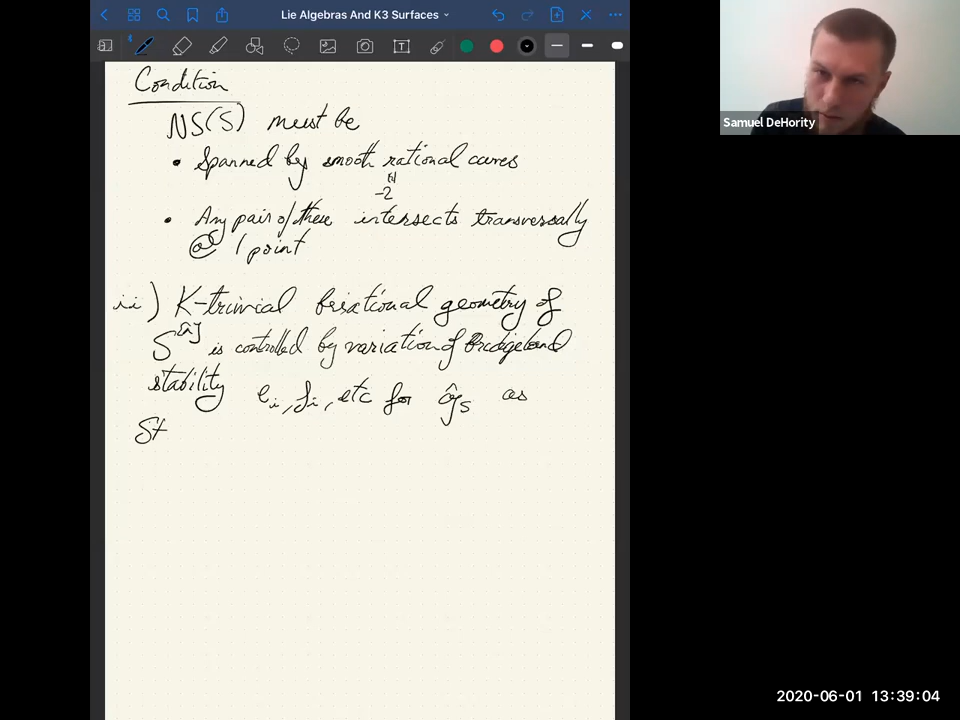 Lie Algebras And K3 Surfaces
Condition
NS(S) must be
• Spanned by smooth rational curves
-2
• Any pair of these intersects transversally
@ 1 point
ii) K-trivial birational geometry of
S^[n] is controlled by variation of Bridgeland
stability e_i, f_i, etc for ĝ_S as
St
Samuel DeHority
2020-06-01 13:39:04